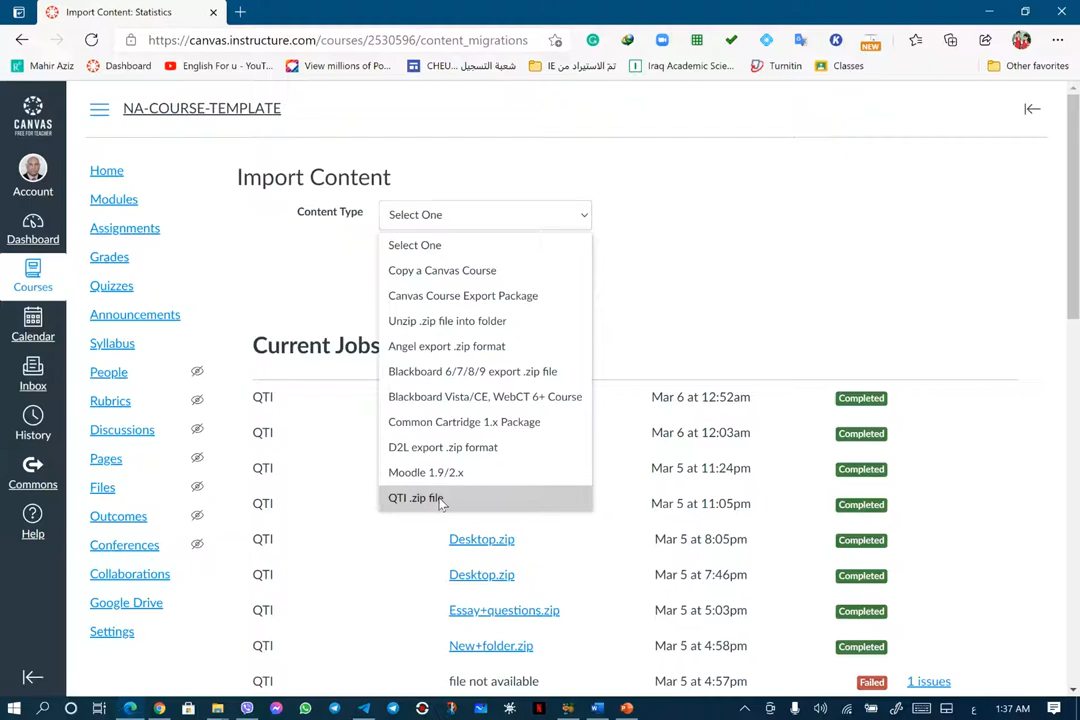 Import Content: Statistics
https://canvas.instructure.com/courses/2530596/content_migrations
NEW
Mahir Aziz
Dashboard
English For u - YouT...
View millions of Po...
CHEU... شعبة التسجيل
تمّ الاستيراد من IE
Iraq Academic Scie...
Turnitin
Classes
Other favorites
CANVAS
FREE FOR TEACHER
Account
Dashboard
Courses
Calendar
Inbox
History
Commons
Help
NA-COURSE-TEMPLATE
Home
Modules
Assignments
Grades
Quizzes
Announcements
Syllabus
People
Rubrics
Discussions
Pages
Files
Outcomes
Conferences
Collaborations
Google Drive
Settings
Import Content
Content Type
Select One
Select One
Copy a Canvas Course
Canvas Course Export Package
Unzip .zip file into folder
Angel export .zip format
Blackboard 6/7/8/9 export .zip file
Blackboard Vista/CE, WebCT 6+ Course
Common Cartridge 1.x Package
D2L export .zip format
Moodle 1.9/2.x
QTI .zip file
Current Jobs
QTI Mar 6 at 12:52am Completed
QTI Mar 6 at 12:03am Completed
QTI Mar 5 at 11:24pm Completed
QTI Mar 5 at 11:05pm Completed
QTI Desktop.zip Mar 5 at 8:05pm Completed
QTI Desktop.zip Mar 5 at 7:46pm Completed
QTI Essay+questions.zip Mar 5 at 5:03pm Completed
QTI New+folder.zip Mar 5 at 4:58pm Completed
QTI file not available Mar 5 at 4:57pm Failed 1 issues
ع 1:37 AM